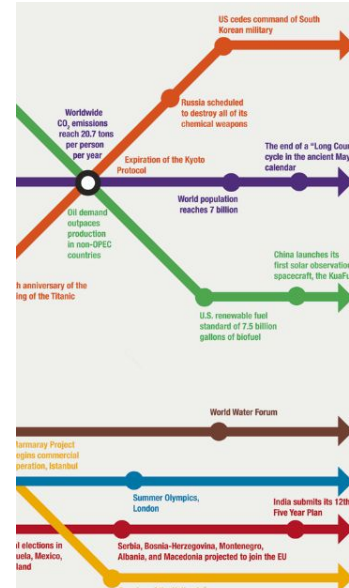 US cedes command of South
Korean military
Russia scheduled
to destroy all of its
chemical weapons
Worldwide
CO₂ emissions
reach 20.7 tons
per person
per year
Expiration of the Kyoto
Protocol
The end of a "Long Cou
cycle in the ancient May
calendar
World population
reaches 7 billion
Oil demand
outpaces
production
in non-OPEC
countries
China launches its
first solar observation
spacecraft, the KuaFu
h anniversary of the
ing of the Titanic
U.S. renewable fuel
standard of 7.5 billion
gallons of biofuel
World Water Forum
Marmaray Project
egins commercial
peration, Istanbul
Summer Olympics,
London
India submits its 12th
Five Year Plan
al elections in
uela, Mexico,
land
Serbia, Bosnia-Herzegovina, Montenegro,
Albania, and Macedonia projected to join the EU